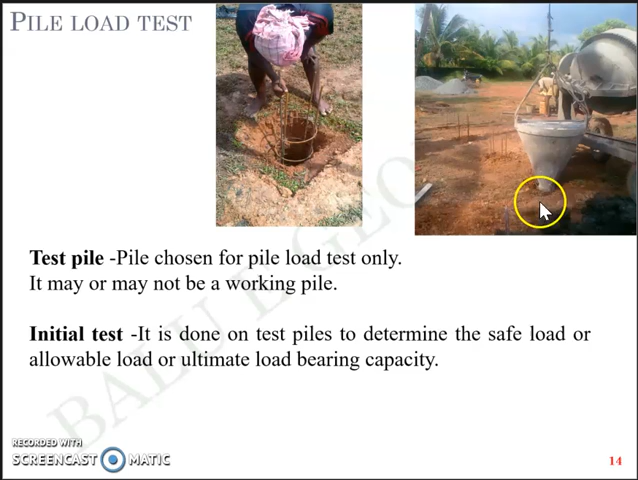 PILE LOAD TEST
Test pile -Pile chosen for pile load test only.
It may or may not be a working pile.
Initial test -It is done on test piles to determine the safe load or
allowable load or ultimate load bearing capacity.
BALU E GEO
RECORDED WITH
SCREENCAST MATIC
14